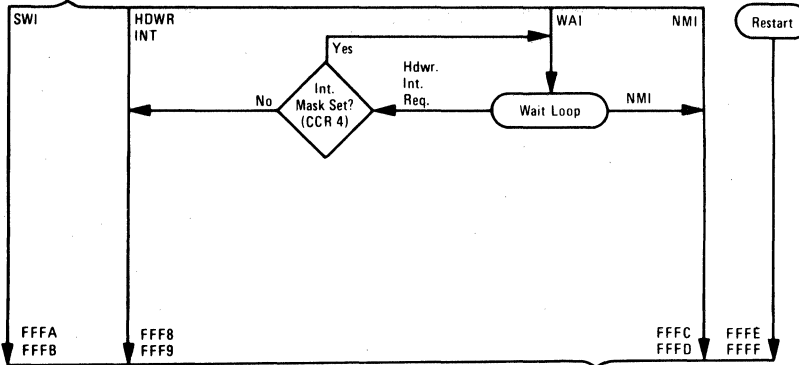 SWI
HDWR
INT
WAI
NMI
Restart
Yes
Hdwr.
Int.
Req.
Int.
Mask Set?
(CCR 4)
No
Wait Loop
NMI
FFFA
FFFB
FFF8
FFF9
FFFC
FFFD
FFFE
FFFF